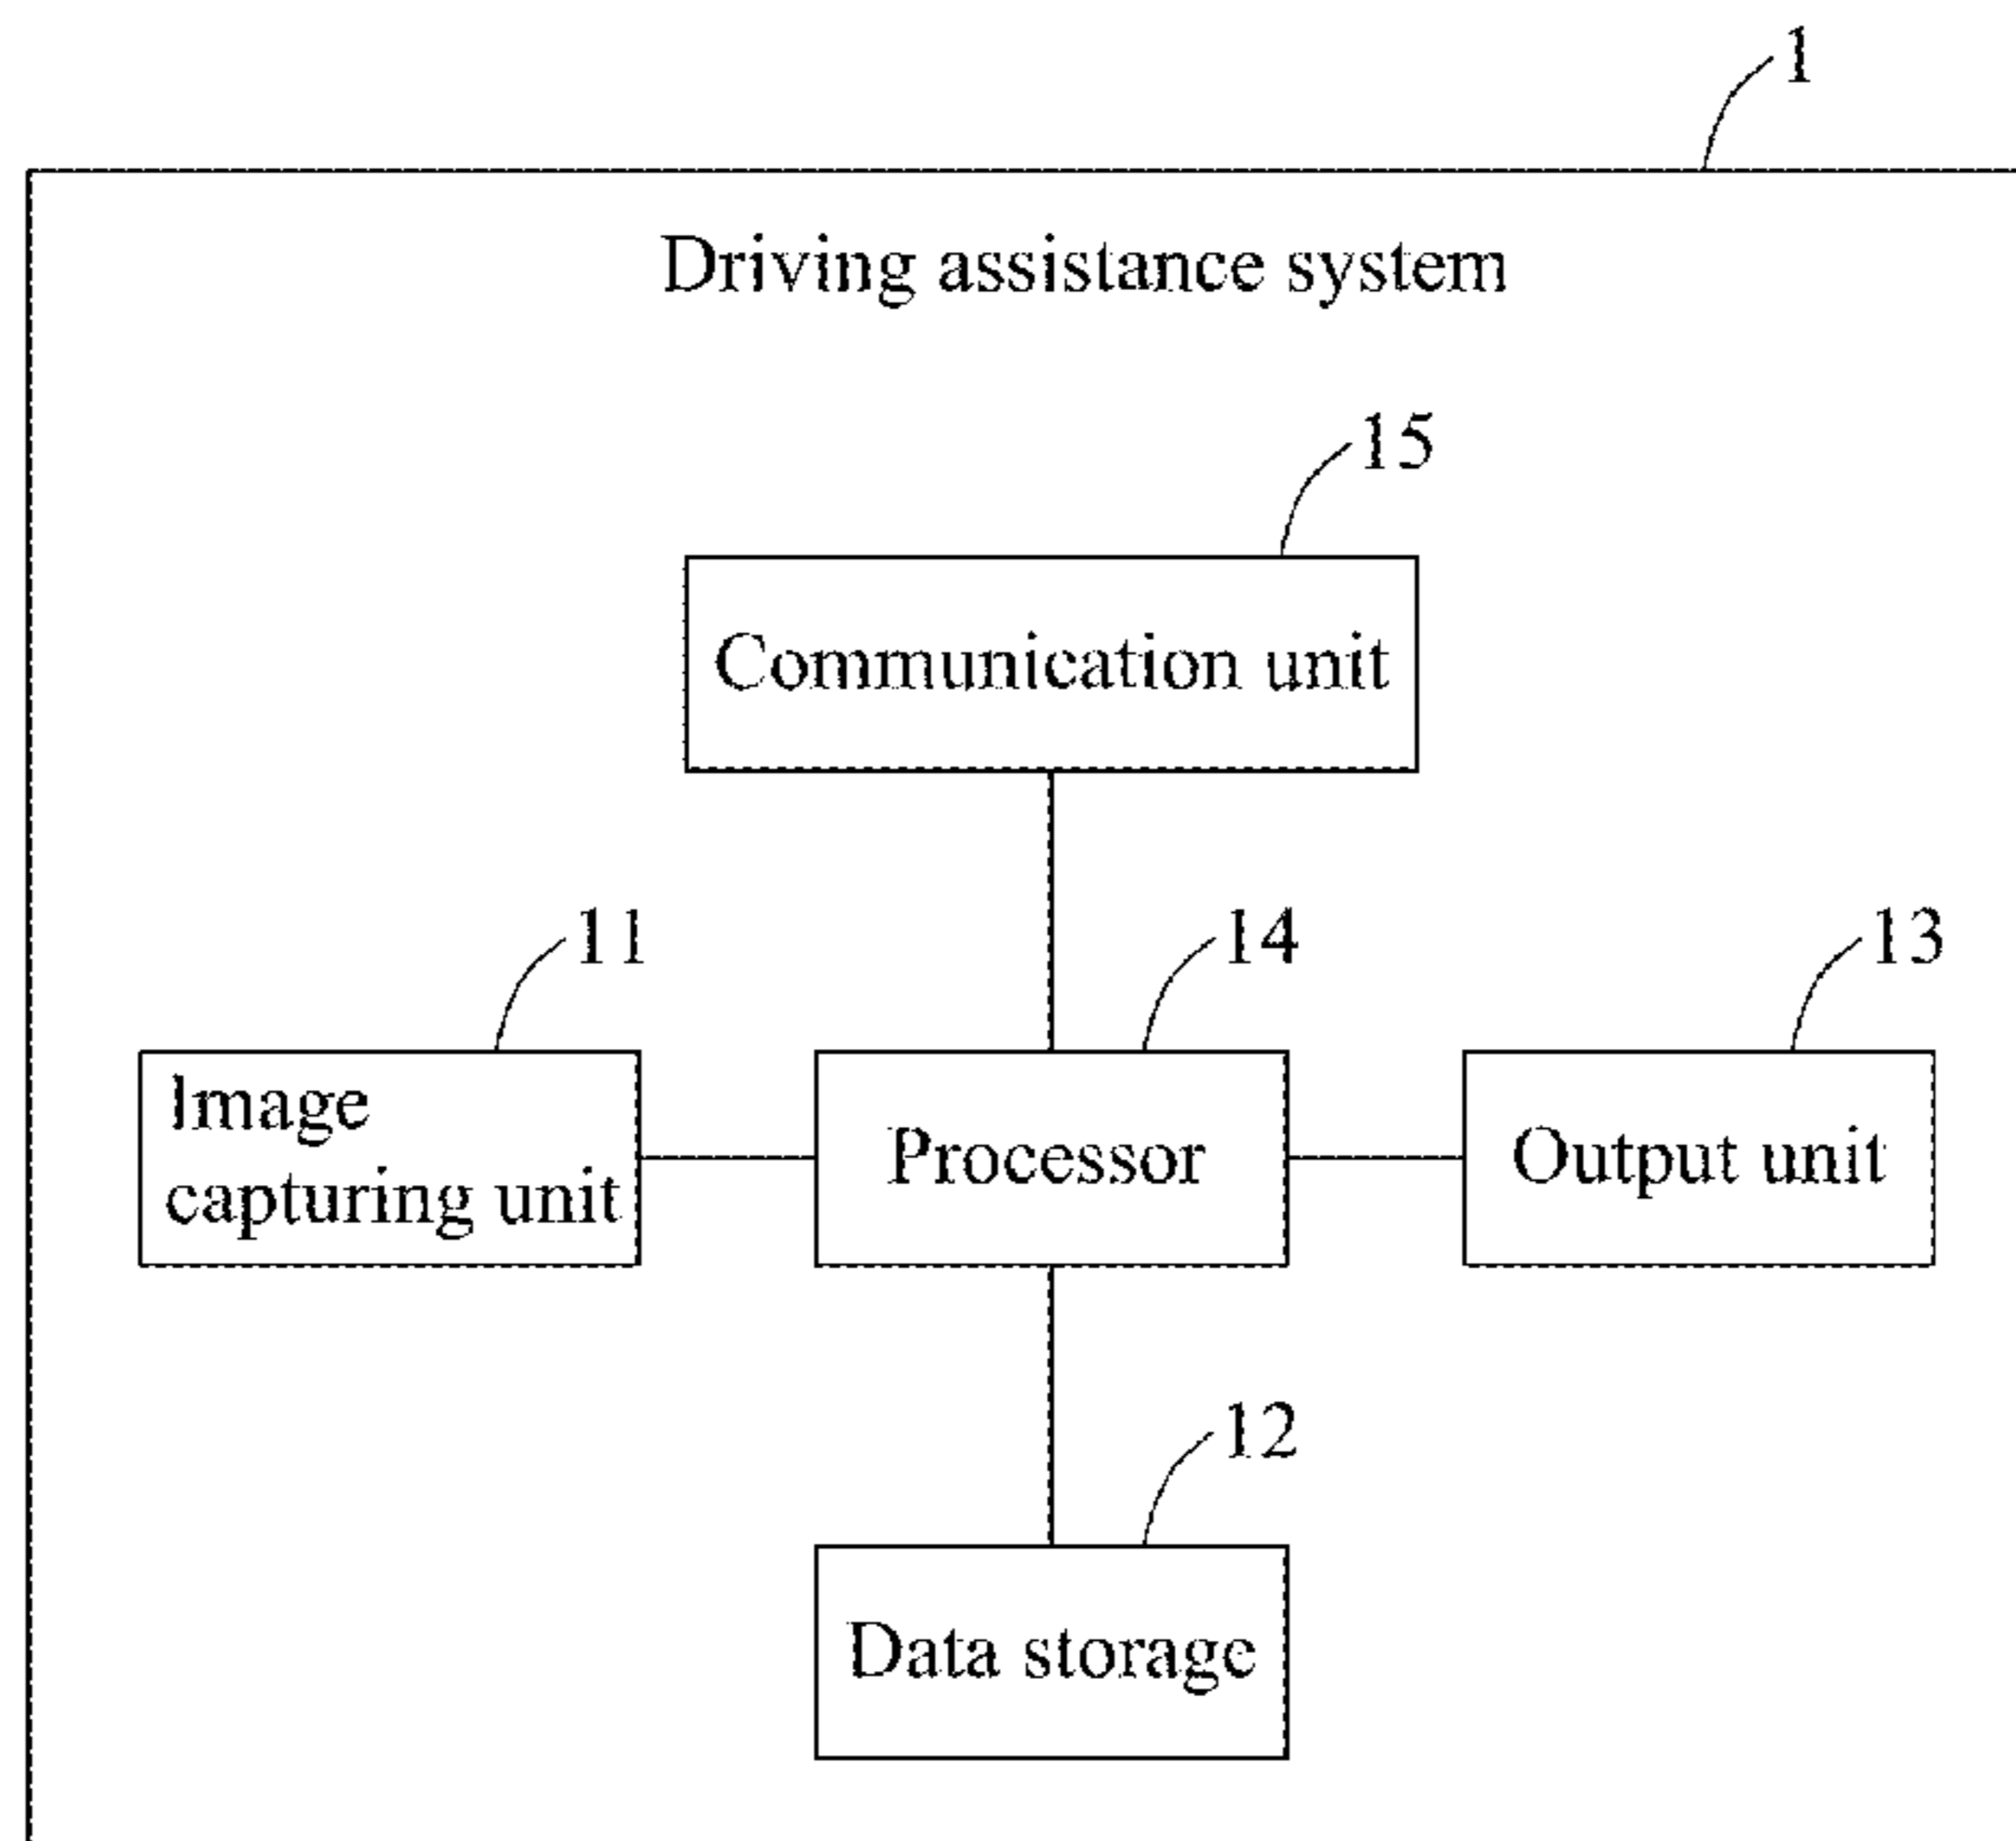 1
Driving assistance system
15
Communication unit
11
14
13
Image
capturing unit
Processor
Output unit
12
Data storage